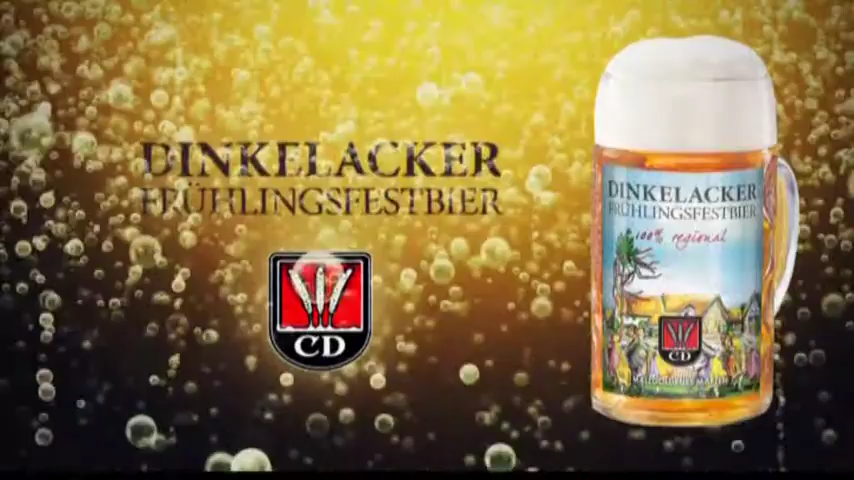 DINKELACKER
FRÜHLINGSFESTBIER
CD
DINKELACKER
FRÜHLINGSFESTBIER
100% regional
CD